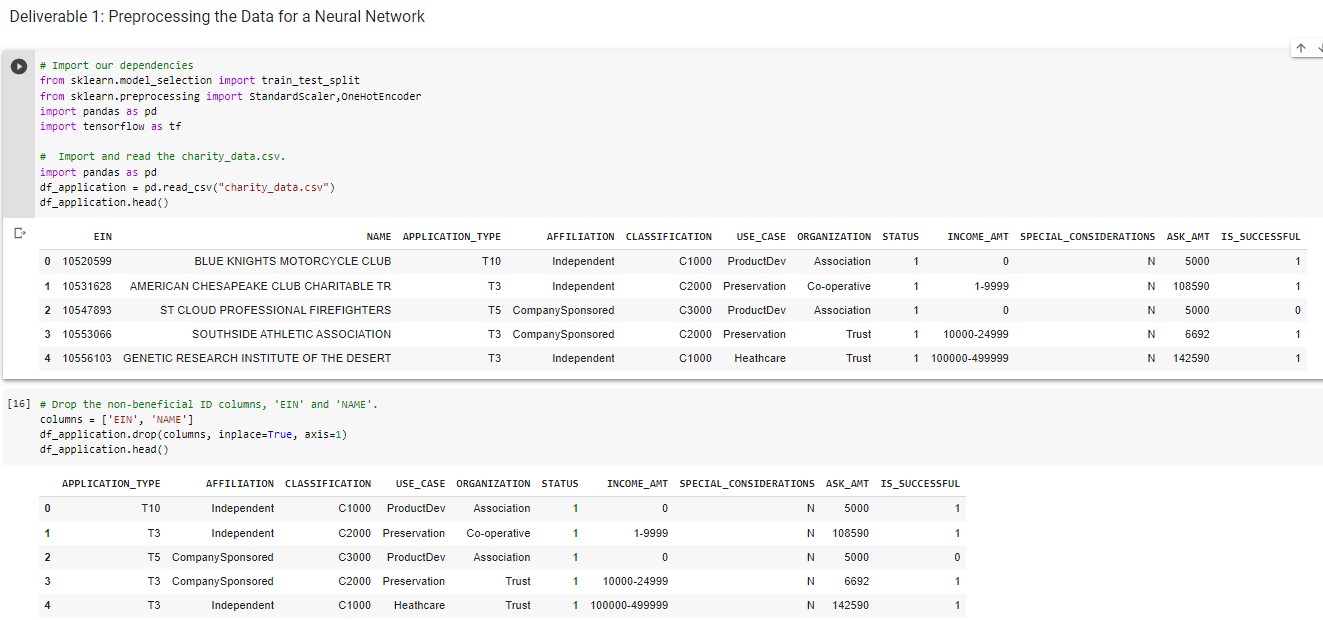 Deliverable 1: Preprocessing the Data for a Neural Network
# Import our dependencies
from sklearn.model_selection import train_test_split
from sklearn.preprocessing import StandardScaler,OneHotEncoder
import pandas as pd
import tensorflow as tf
#  Import and read the charity_data.csv.
import pandas as pd
df_application = pd.read_csv("charity_data.csv")
df_application.head()
EIN NAME APPLICATION_TYPE AFFILIATION CLASSIFICATION USE_CASE ORGANIZATION STATUS INCOME_AMT SPECIAL_CONSIDERATIONS ASK_AMT IS_SUCCESSFUL
0 10520599 BLUE KNIGHTS MOTORCYCLE CLUB T10 Independent C1000 ProductDev Association 1 0 N 5000 1
1 10531628 AMERICAN CHESAPEAKE CLUB CHARITABLE TR T3 Independent C2000 Preservation Co-operative 1 1-9999 N 108590 1
2 10547893 ST CLOUD PROFESSIONAL FIREFIGHTERS T5 CompanySponsored C3000 ProductDev Association 1 0 N 5000 0
3 10553066 SOUTHSIDE ATHLETIC ASSOCIATION T3 CompanySponsored C2000 Preservation Trust 1 10000-24999 N 6692 1
4 10556103 GENETIC RESEARCH INSTITUTE OF THE DESERT T3 Independent C1000 Heathcare Trust 1 100000-499999 N 142590 1
[16] # Drop the non-beneficial ID columns, 'EIN' and 'NAME'.
columns = ['EIN', 'NAME']
df_application.drop(columns, inplace=True, axis=1)
df_application.head()
APPLICATION_TYPE AFFILIATION CLASSIFICATION USE_CASE ORGANIZATION STATUS INCOME_AMT SPECIAL_CONSIDERATIONS ASK_AMT IS_SUCCESSFUL
0 T10 Independent C1000 ProductDev Association 1 0 N 5000 1
1 T3 Independent C2000 Preservation Co-operative 1 1-9999 N 108590 1
2 T5 CompanySponsored C3000 ProductDev Association 1 0 N 5000 0
3 T3 CompanySponsored C2000 Preservation Trust 1 10000-24999 N 6692 1
4 T3 Independent C1000 Heathcare Trust 1 100000-499999 N 142590 1